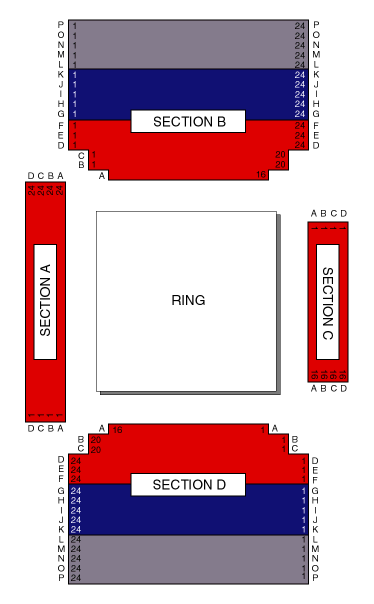 P 1 24 P
O 1 24 O
N 1 24 N
M 1 24 M
L 1 24 L
K 1 24 K
J 1 24 J
I 1 24 I
H 1 24 H
G 1 24 G
SECTION B
F 1 24 F
E 1 24 E
D 1 24 D
C 1 20
B 1 20
A 16
D C B A
24 24 24 24
SECTION A
1 1 1 1
D C B A
RING
A B C D
1 1 1 1
SECTION C
16 16 16 16
A B C D
A 16 1 A
B 20 1 B
C 20 1 C
D 24 1 D
E 24 1 E
F 24 1 F
SECTION D
G 24 1 G
H 24 1 H
I 24 1 I
J 24 1 J
K 24 1 K
L 24 1 L
M 24 1 M
N 24 1 N
O 24 1 O
P 24 1 P